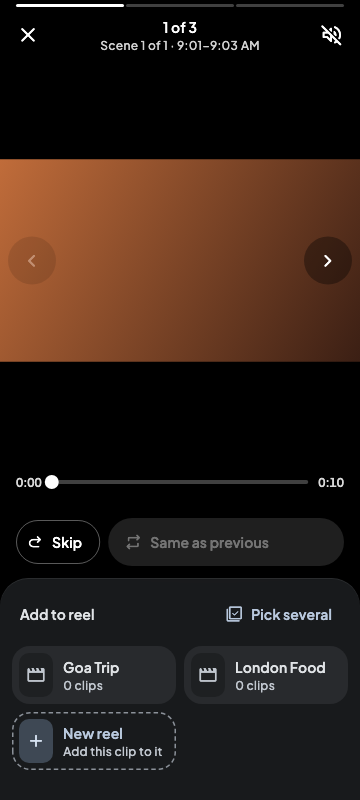 1 of 3
Scene 1 of 1 · 9:01–9:03 AM
0:00
0:10
Skip
Same as previous
Add to reel
Pick several
Goa Trip
0 clips
London Food
0 clips
New reel
Add this clip to it